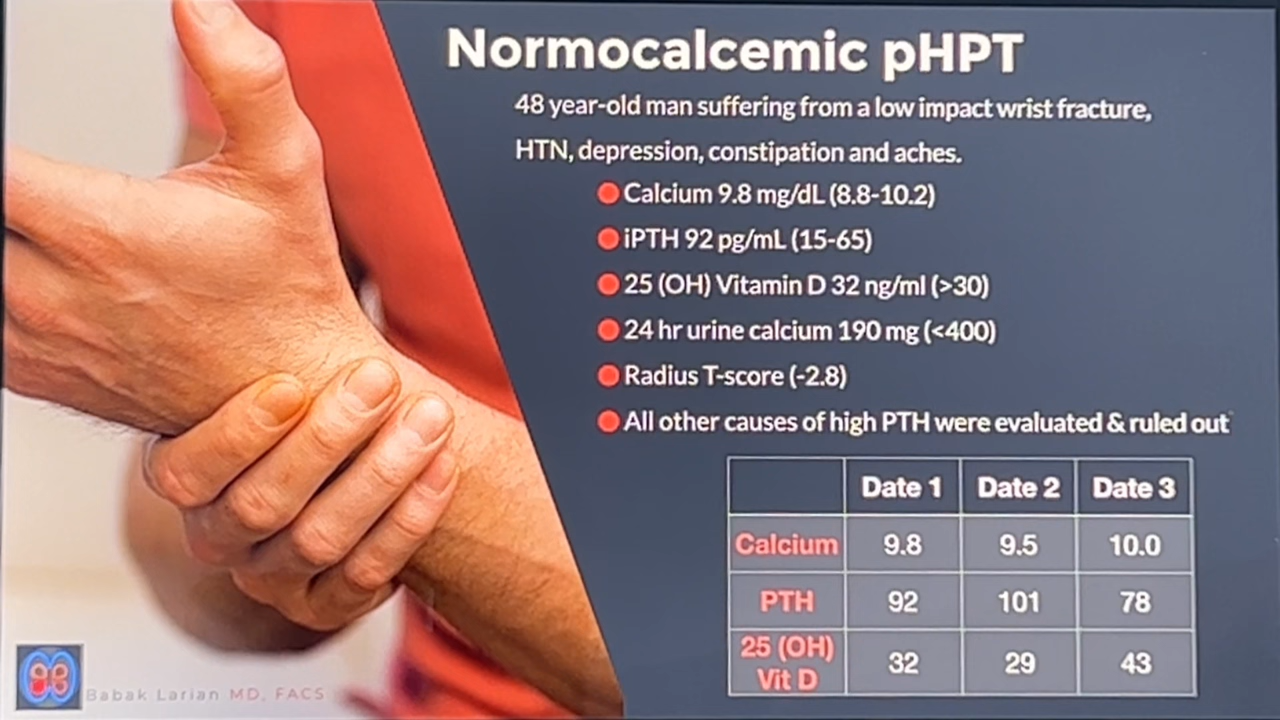 Normocalcemic pHPT
48 year-old man suffering from a low impact wrist fracture,
HTN, depression, constipation and aches.
Calcium 9.8 mg/dL (8.8-10.2)
iPTH 92 pg/mL (15-65)
25 (OH) Vitamin D 32 ng/ml (>30)
24 hr urine calcium 190 mg (<400)
Radius T-score (-2.8)
All other causes of high PTH were evaluated & ruled out
Date 1 Date 2 Date 3
Calcium 9.8 9.5 10.0
PTH 92 101 78
25 (OH)
Vit D 32 29 43
Babak Larian MD, FACS